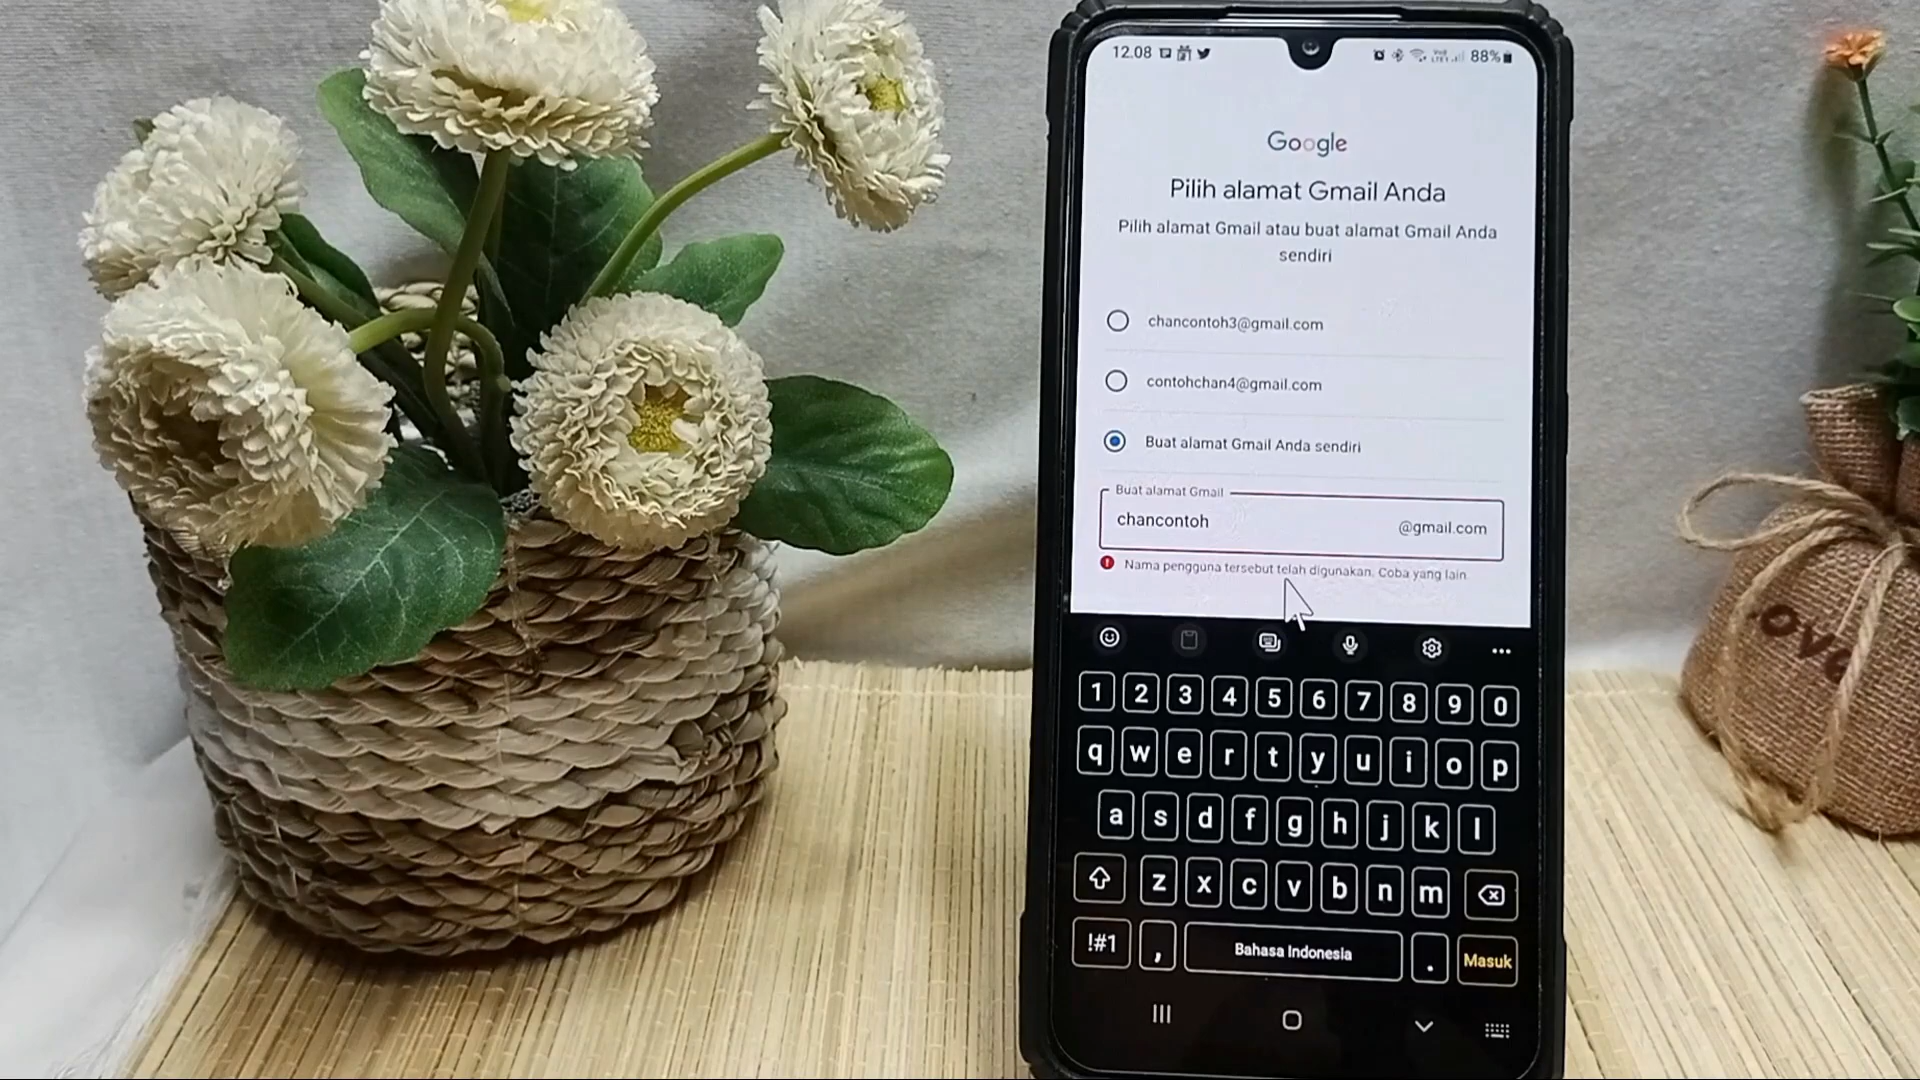 12.08
88%
Google
Pilih alamat Gmail Anda
Pilih alamat Gmail atau buat alamat Gmail Anda
sendiri
chancontoh3@gmail.com
contohchan4@gmail.com
Buat alamat Gmail Anda sendiri
Buat alamat Gmail
chancontoh @gmail.com
Nama pengguna tersebut telah digunakan. Coba yang lain.
1 2 3 4 5 6 7 8 9 0
q w e r t y u i o p
a s d f g h j k l
z x c v b n m
!#1 , Bahasa Indonesia . Masuk